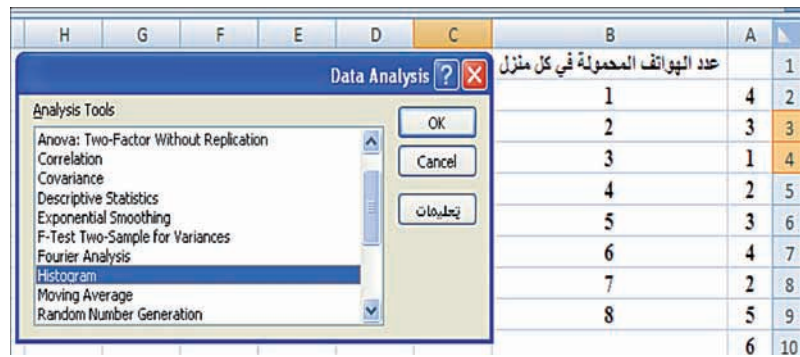 H G F E D C B A
Data Analysis
عدد الهواتف المحمولة في كل منزل 1
Analysis Tools
Anova: Two-Factor Without Replication
Correlation
Covariance
Descriptive Statistics
Exponential Smoothing
F-Test Two-Sample for Variances
Fourier Analysis
Histogram
Moving Average
Random Number Generation
OK
Cancel
تعليمات
1 4 2
2 3 3
3 1 4
4 2 5
5 3 6
6 4 7
7 2 8
8 5 9
6 10